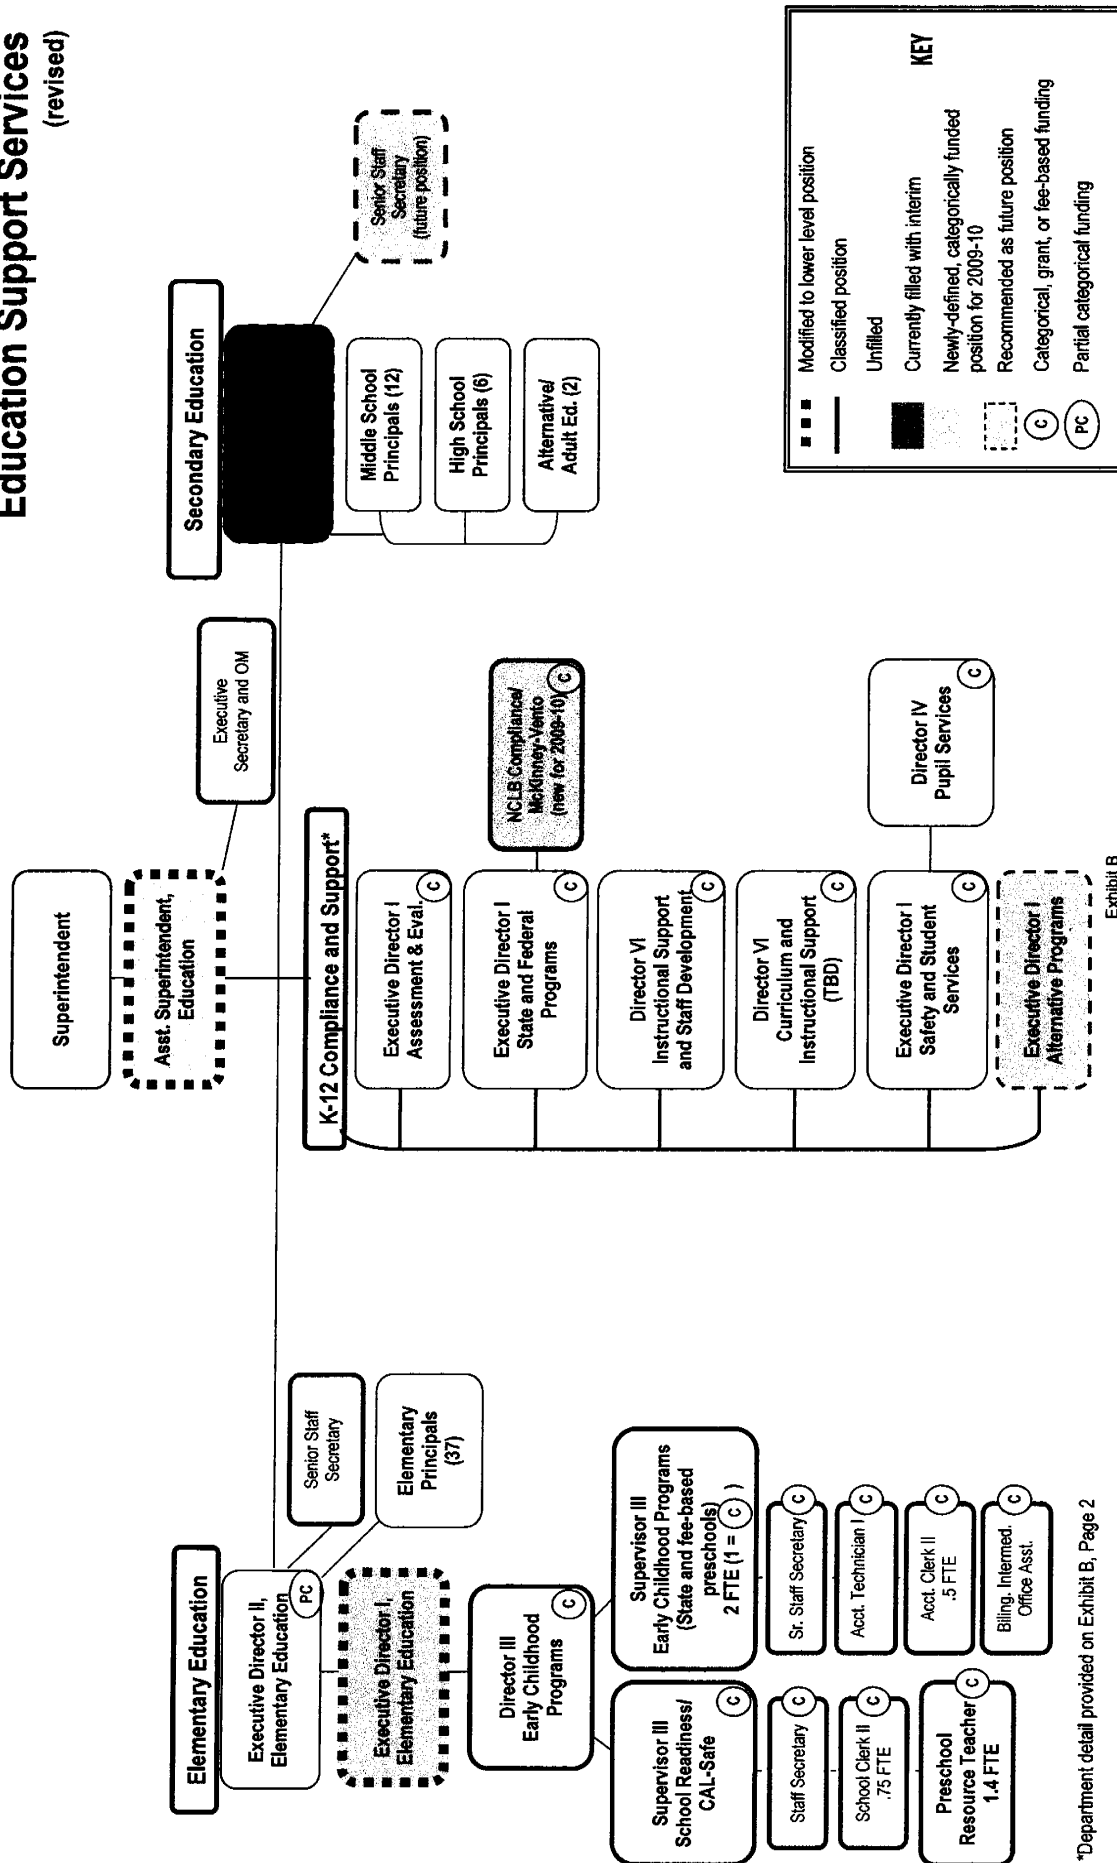 Education Support Services
(revised)
Superintendent
Asst. Superintendent,
Education
Executive
Secretary and OM
Elementary Education
Executive Director II,
Elementary Education
PC
Senior Staff
Secretary
Elementary
Principals
(37)
Executive Director I,
Elementary Education
Director III
Early Childhood
Programs
C
Supervisor III
School Readiness/
CAL-Safe
C
Staff Secretary
C
School Clerk II
.75 FTE
C
Preschool
Resource Teacher
1.4 FTE
C
Supervisor III
Early Childhood Programs
(State and fee-based
preschools)
2 FTE (1 = C )
Sr. Staff Secretary
C
Acct. Technician I
C
Acct. Clerk II
.5 FTE
C
Biling. Intermed.
Office Asst.
C
K-12 Compliance and Support*
Executive Director I
Assessment & Eval.
C
Executive Director I
State and Federal
Programs
C
NCLB Compliance/
McKinney-Vento
(new for 2009-10)
C
Director VI
Instructional Support
and Staff Development
C
Director VI
Curriculum and
Instructional Support
(TBD)
C
Executive Director I
Safety and Student
Services
C
Director IV
Pupil Services
C
Executive Director I
Alternative Programs
Secondary Education
Senior Staff
Secretary
(future position)
Middle School
Principals (12)
High School
Principals (6)
Alternative/
Adult Ed. (2)
KEY
Modified to lower level position
Classified position
Unfilled
Currently filled with interim
Newly-defined, categorically funded
position for 2009-10
Recommended as future position
C
Categorical, grant, or fee-based funding
PC
Partial categorical funding
*Department detail provided on Exhibit B, Page 2
Exhibit B